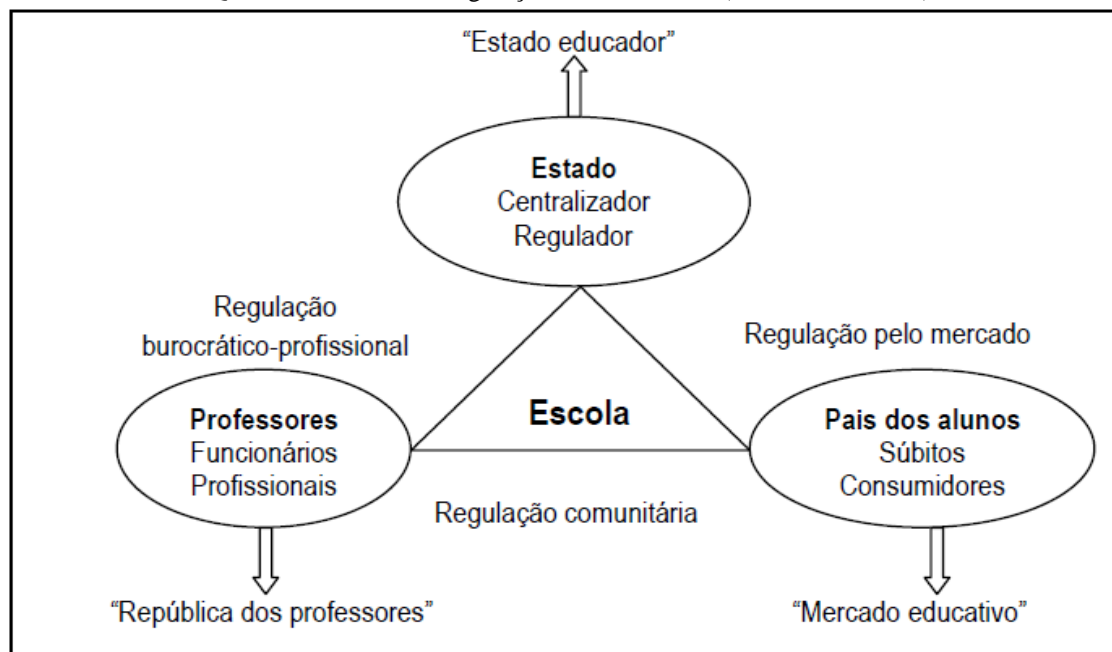 “Estado educador”
Estado
Centralizador
Regulador
Regulação
burocrático-profissional
Regulação pelo mercado
Professores
Funcionários
Profissionais
Escola
Pais dos alunos
Súbitos
Consumidores
Regulação comunitária
“República dos professores”
“Mercado educativo”